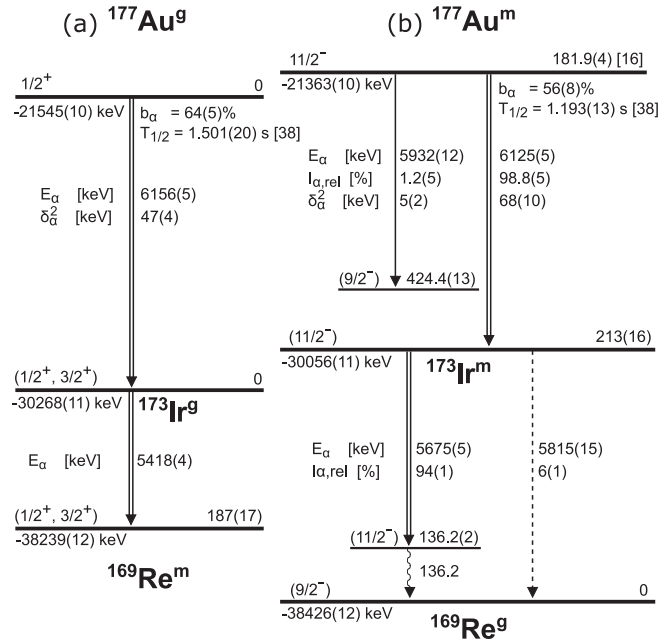 (a) ¹⁷⁷Auᵍ
1/2⁺ 0
-21545(10) keV
bα = 64(5)%
T₁/₂ = 1.501(20) s [38]
Eα [keV] 6156(5)
δ²α [keV] 47(4)
(1/2⁺, 3/2⁺) 0
-30268(11) keV
¹⁷³Irᵍ
Eα [keV] 5418(4)
(1/2⁺, 3/2⁺) 187(17)
-38239(12) keV
¹⁶⁹Reᵐ
(b) ¹⁷⁷Auᵐ
11/2⁻ 181.9(4) [16]
-21363(10) keV
bα = 56(8)%
T₁/₂ = 1.193(13) s [38]
Eα [keV] 5932(12) 6125(5)
Iα,rel [%] 1.2(5) 98.8(5)
δ²α [keV] 5(2) 68(10)
(9/2⁻) 424.4(13)
(11/2⁻) 213(16)
-30056(11) keV
¹⁷³Irᵐ
Eα [keV] 5675(5) 5815(15)
Iα,rel [%] 94(1) 6(1)
(11/2⁻) 136.2(2)
136.2
(9/2⁻) 0
-38426(12) keV
¹⁶⁹Reᵍ